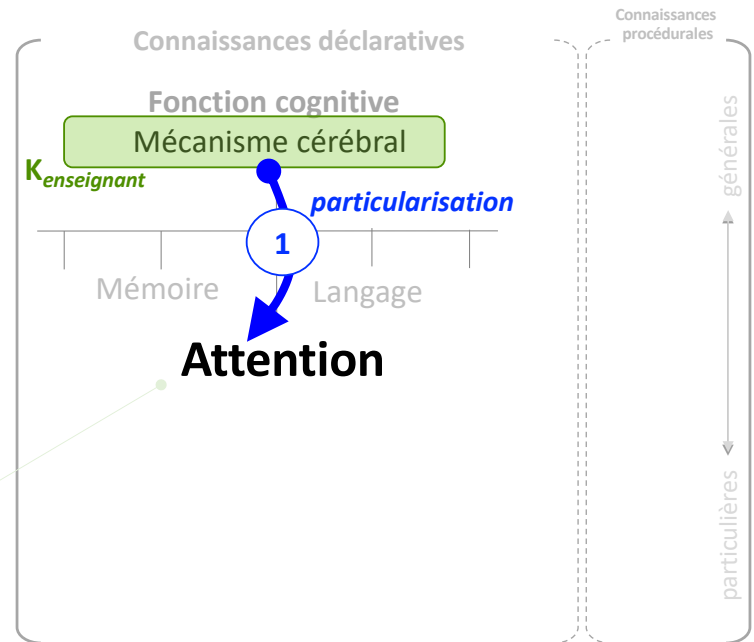 Connaissances déclaratives
Connaissances
procédurales
Fonction cognitive
Mécanisme cérébral
Kenseignant
particularisation
1
Mémoire
Langage
Attention
générales
particulières